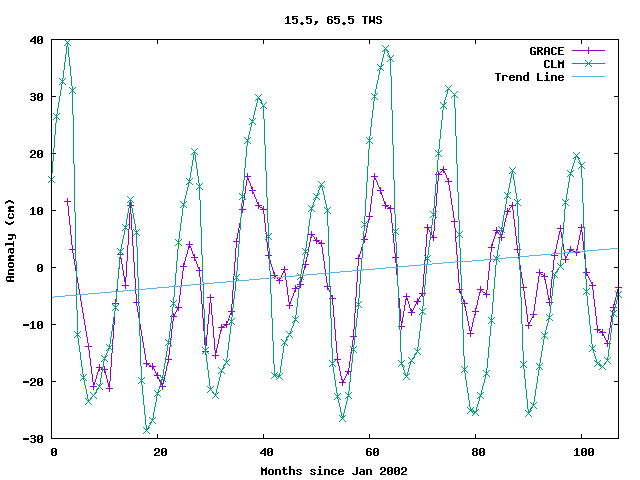 15.5, 65.5 TWS
GRACE
CLM
Trend Line
40
30
20
10
0
-10
-20
-30
Anomaly (cm)
0 20 40 60 80 100
Months since Jan 2002